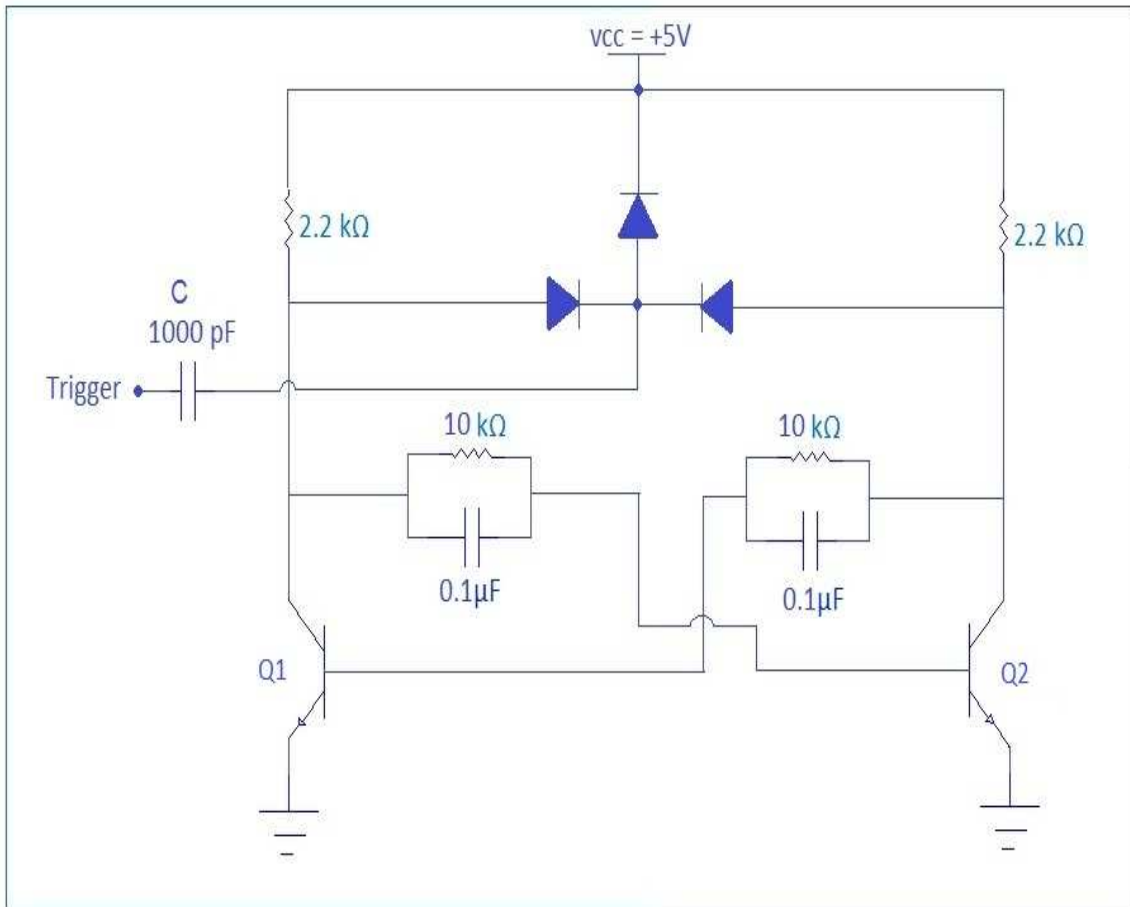 vcc = +5V
2.2 kΩ
2.2 kΩ
C
1000 pF
Trigger
10 kΩ
10 kΩ
0.1µF
0.1µF
Q1
Q2